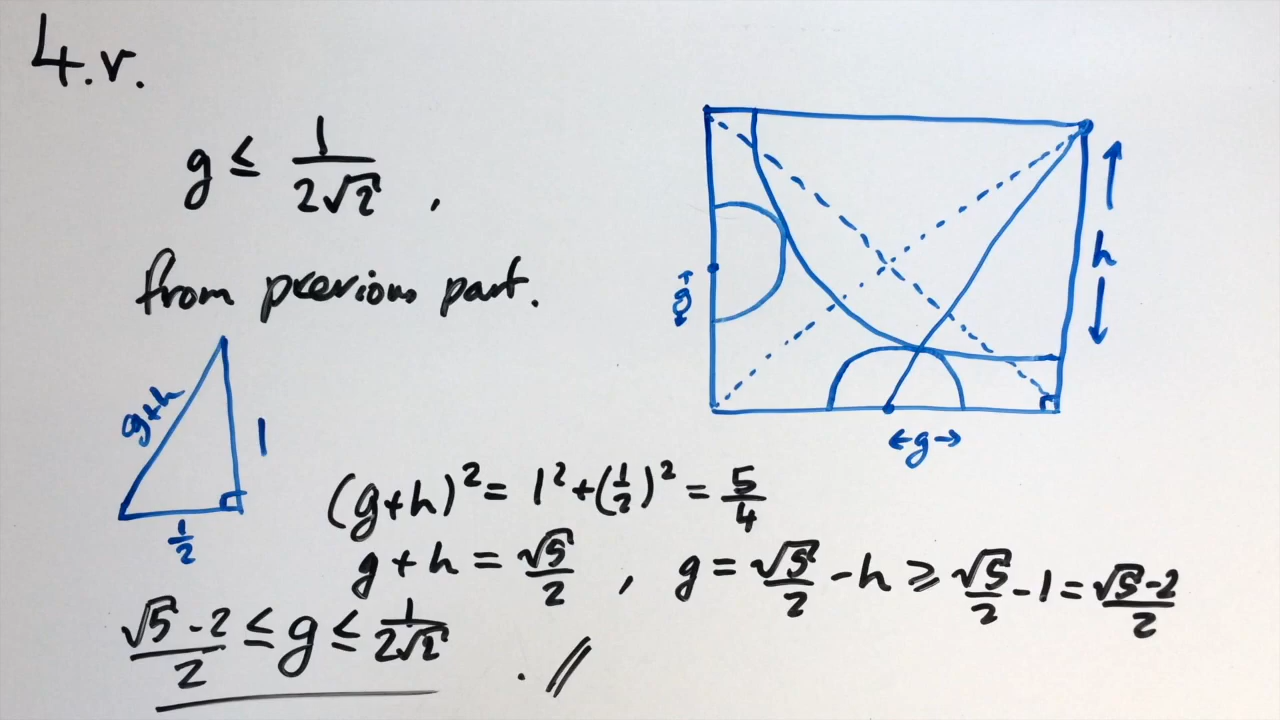 4.v.
g ≤ 1/(2√2) ,
from previous part.
g
h
g
g+h
1
1/2
(g+h)² = 1² + (1/2)² = 5/4
g + h = √5/2 , g = √5/2 - h ≥ √5/2 - 1 = (√5-2)/2
(√5-2)/2 ≤ g ≤ 1/(2√2) . //